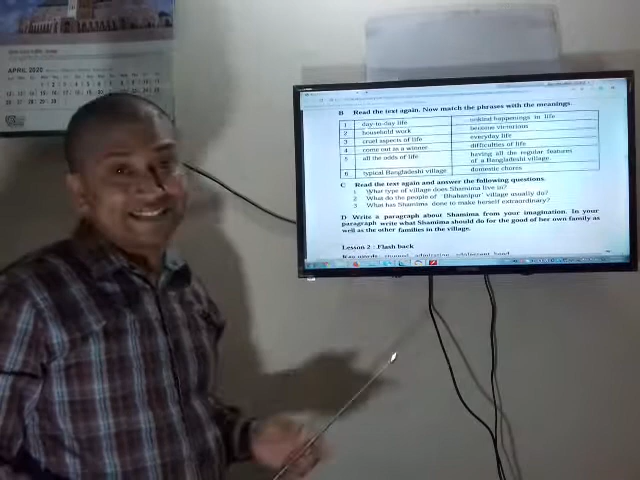 APRIL 2020
B Read the text again. Now match the phrases with the meanings.
1 day-to-day life unkind happenings in life
2 household work become victorious
3 cruel aspects of life everyday life
4 come out as a winner difficulties of life
5 all the odds of life having all the regular features
of a Bangladeshi village.
6 typical Bangladeshi village domestic chores
C Read the text again and answer the following questions.
1 What type of village does Shamima live in?
2 What do the people of 'Bhabanipur' village usually do?
3 What has Shamima done to make herself extraordinary?
D Write a paragraph about Shamima from your imagination. In your
paragraph write what Shamima should do for the good of her own family as
well as the other families in the village.
Lesson 2 : Flash back
Key words